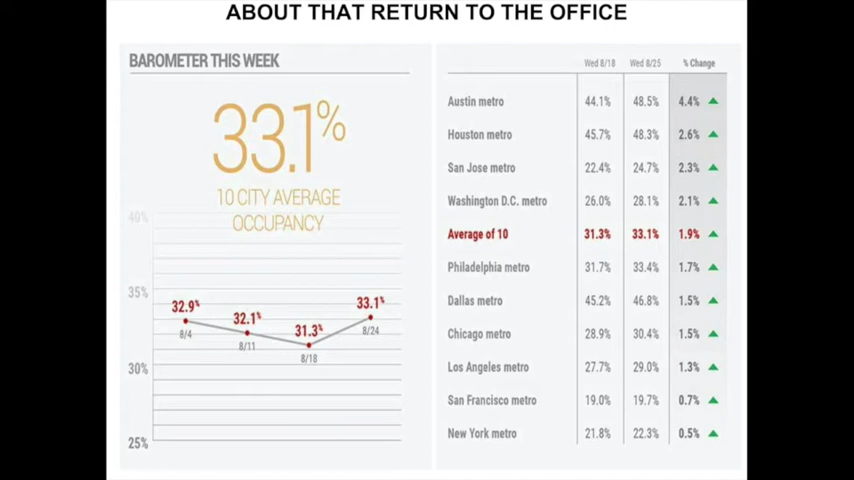 ABOUT THAT RETURN TO THE OFFICE
BAROMETER THIS WEEK
33.1%
10 CITY AVERAGE
OCCUPANCY
40%
35%
30%
25%
32.9%
8/4
32.1%
8/11
31.3%
8/18
33.1%
8/24
Wed 8/18 Wed 8/25 % Change
Austin metro 44.1% 48.5% 4.4%
Houston metro 45.7% 48.3% 2.6%
San Jose metro 22.4% 24.7% 2.3%
Washington D.C. metro 26.0% 28.1% 2.1%
Average of 10 31.3% 33.1% 1.9%
Philadelphia metro 31.7% 33.4% 1.7%
Dallas metro 45.2% 46.8% 1.5%
Chicago metro 28.9% 30.4% 1.5%
Los Angeles metro 27.7% 29.0% 1.3%
San Francisco metro 19.0% 19.7% 0.7%
New York metro 21.8% 22.3% 0.5%